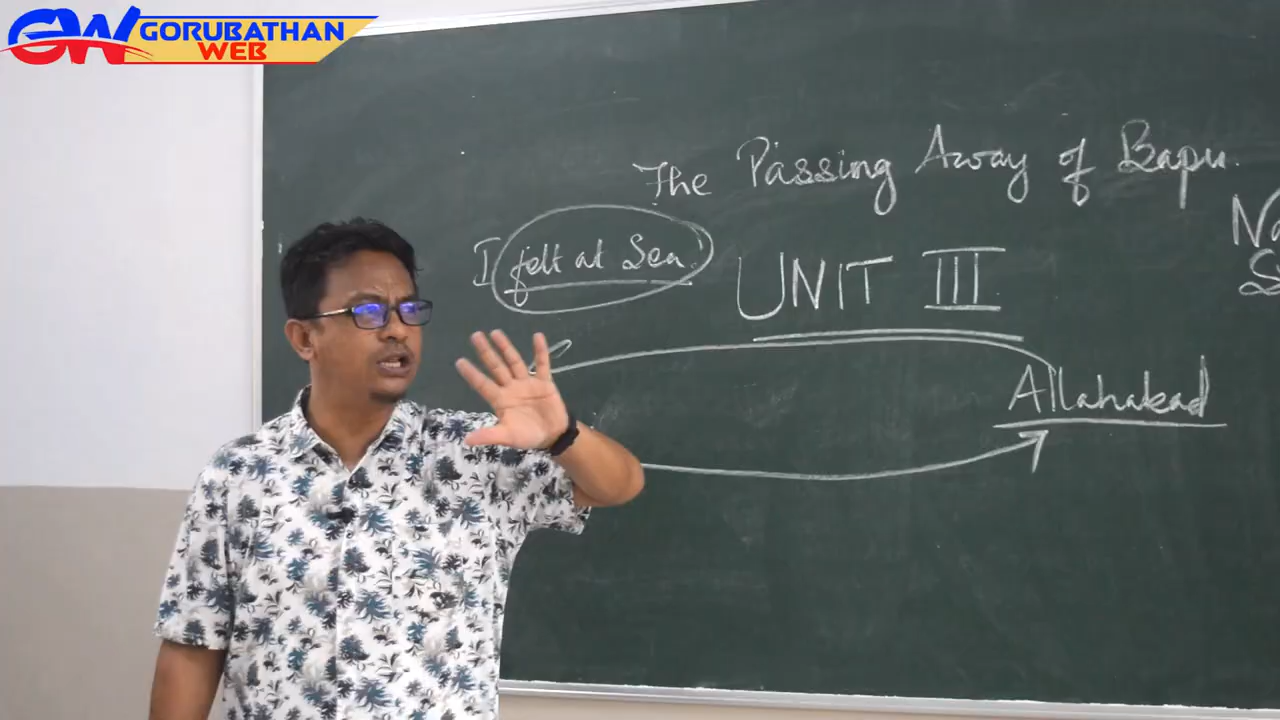 GW GORUBATHAN
WEB
The Passing Away of Bapu.
I felt at Sea!
UNIT III
Allahabad